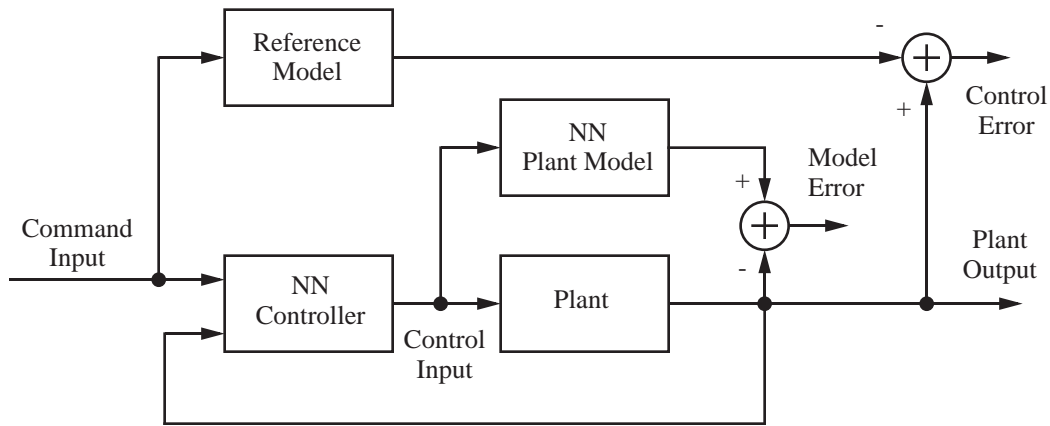 Reference
Model
-
+
Control
Error
NN
Plant Model
+
Model
Error
+
+
Command
Input
-
Plant
Output
NN
Controller
Plant
Control
Input